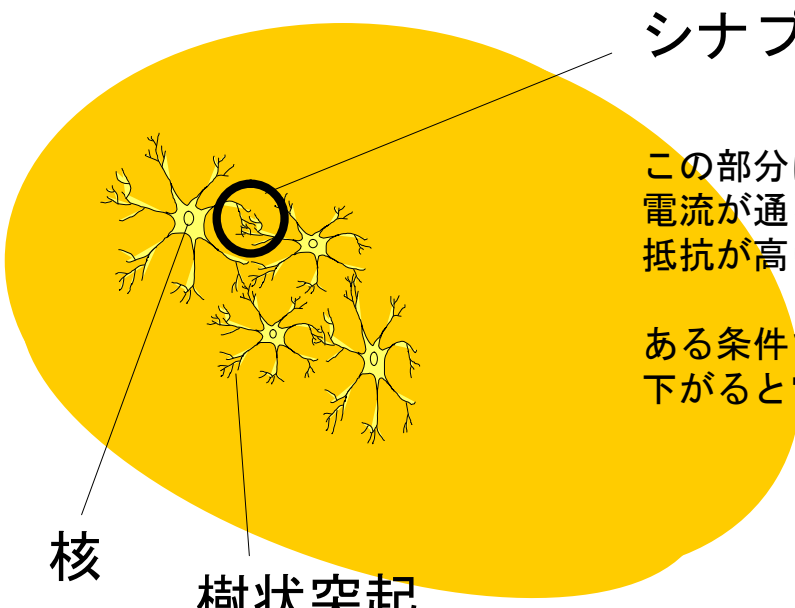 シナプ
この部分
電流が通
抵抗が高
ある条件
下がると
核
樹状突起